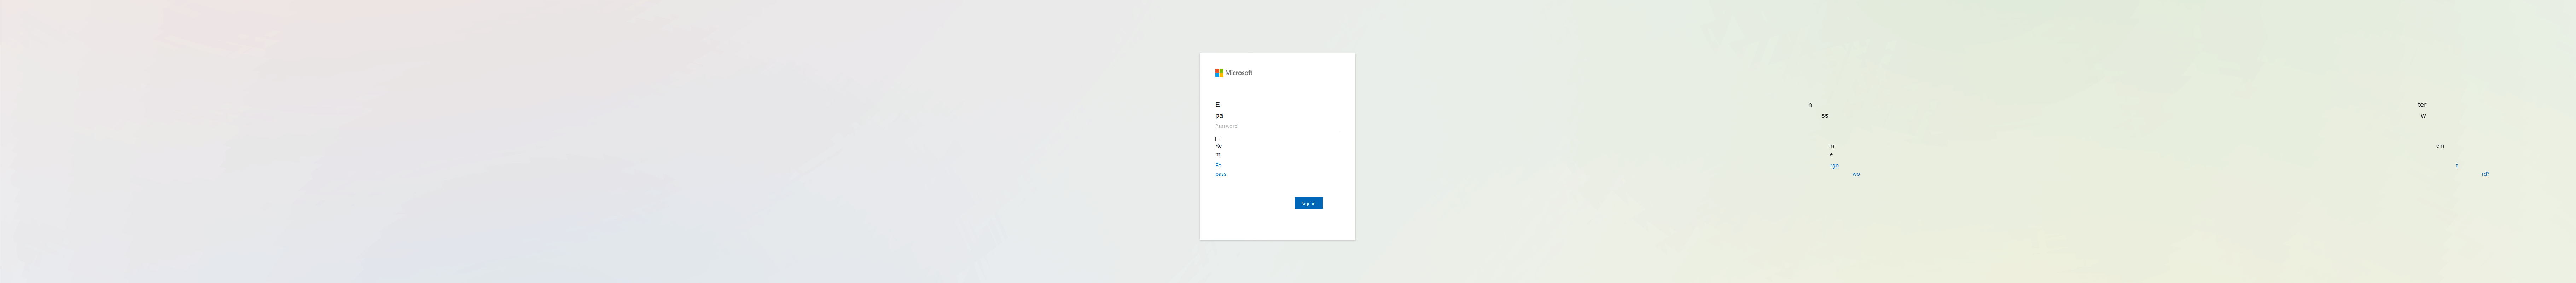 Microsoft
E n ter
pa ss w
Password
Re m em
m e
Fo rgo t
pass wo rd?
Sign in